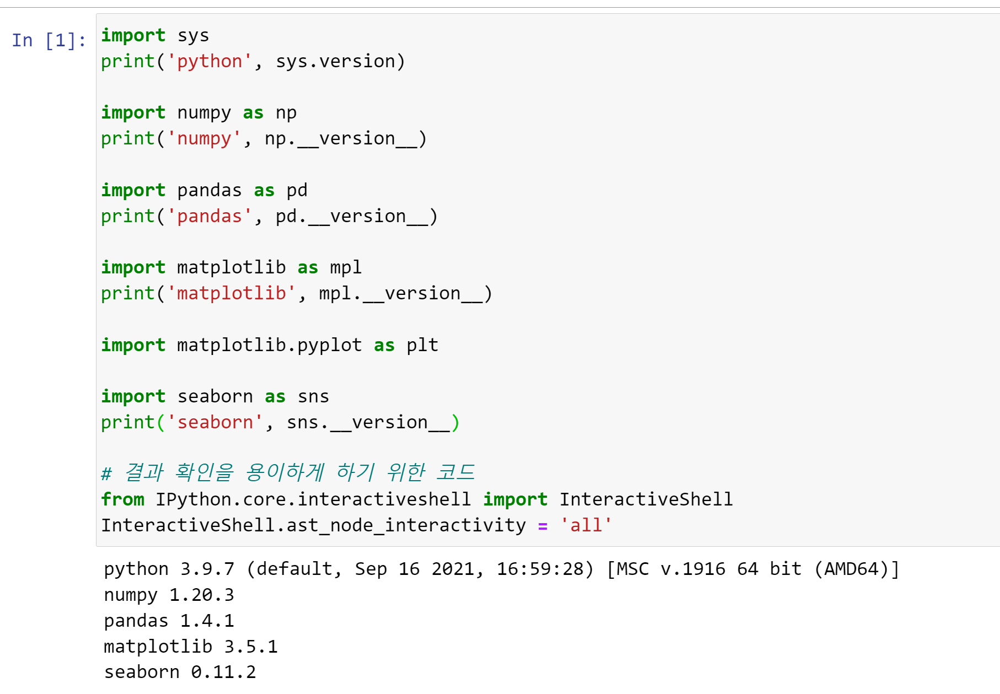 In [1]:
import sys
print('python', sys.version)
import numpy as np
print('numpy', np.__version__)
import pandas as pd
print('pandas', pd.__version__)
import matplotlib as mpl
print('matplotlib', mpl.__version__)
import matplotlib.pyplot as plt
import seaborn as sns
print('seaborn', sns.__version__)
# 결과 확인을 용이하게 하기 위한 코드
from IPython.core.interactiveshell import InteractiveShell
InteractiveShell.ast_node_interactivity = 'all'
python 3.9.7 (default, Sep 16 2021, 16:59:28) [MSC v.1916 64 bit (AMD64)]
numpy 1.20.3
pandas 1.4.1
matplotlib 3.5.1
seaborn 0.11.2